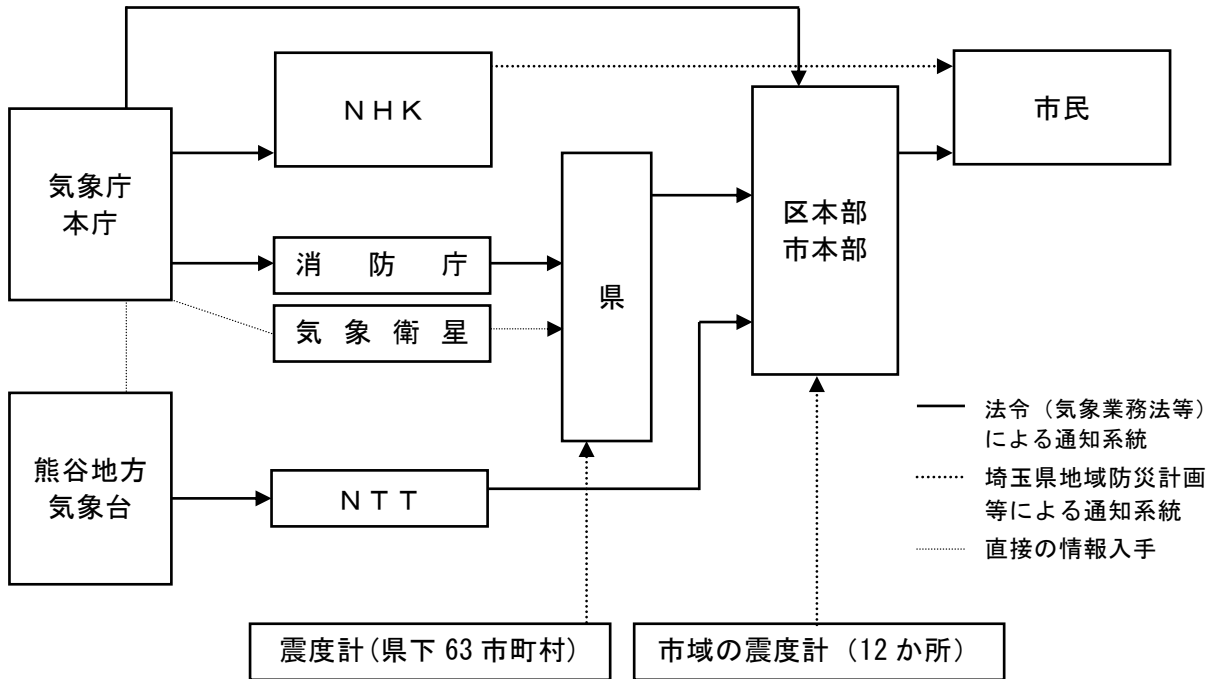 ＮＨＫ
市民
気象庁
本庁
区本部
市本部
消　防　庁
県
気 象 衛 星
法令（気象業務法等）
による通知系統
熊谷地方
気象台
埼玉県地域防災計画
等による通知系統
ＮＴＴ
直接の情報入手
震度計（県下 63 市町村）
市域の震度計（12 か所）